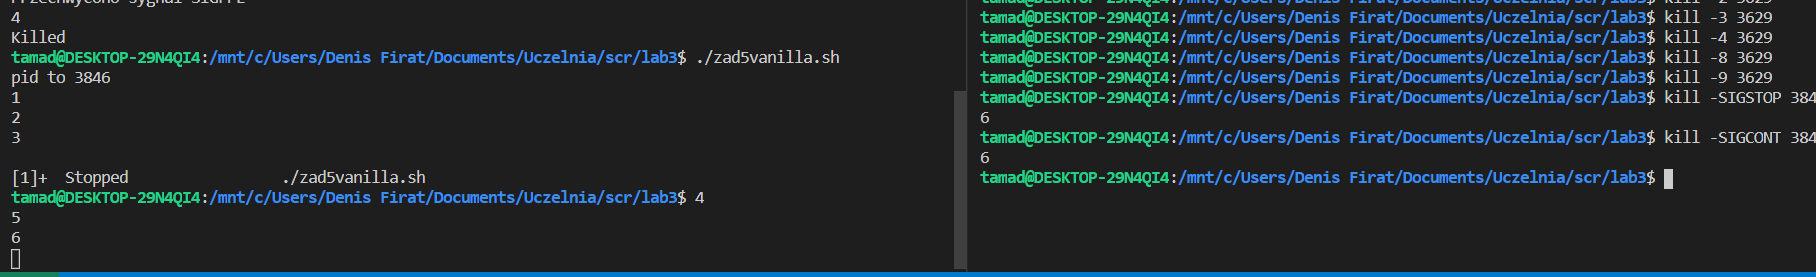 4
Killed
tamad@DESKTOP-29N4QI4:/mnt/c/Users/Denis Firat/Documents/Uczelnia/scr/lab3$ ./zad5vanilla.sh
pid to 3846
1
2
3
[1]+  Stopped                 ./zad5vanilla.sh
tamad@DESKTOP-29N4QI4:/mnt/c/Users/Denis Firat/Documents/Uczelnia/scr/lab3$ 4
5
6
kill -2 3629
tamad@DESKTOP-29N4QI4:/mnt/c/Users/Denis Firat/Documents/Uczelnia/scr/lab3$ kill -3 3629
tamad@DESKTOP-29N4QI4:/mnt/c/Users/Denis Firat/Documents/Uczelnia/scr/lab3$ kill -4 3629
tamad@DESKTOP-29N4QI4:/mnt/c/Users/Denis Firat/Documents/Uczelnia/scr/lab3$ kill -8 3629
tamad@DESKTOP-29N4QI4:/mnt/c/Users/Denis Firat/Documents/Uczelnia/scr/lab3$ kill -9 3629
tamad@DESKTOP-29N4QI4:/mnt/c/Users/Denis Firat/Documents/Uczelnia/scr/lab3$ kill -SIGSTOP 384
6
tamad@DESKTOP-29N4QI4:/mnt/c/Users/Denis Firat/Documents/Uczelnia/scr/lab3$ kill -SIGCONT 384
6
tamad@DESKTOP-29N4QI4:/mnt/c/Users/Denis Firat/Documents/Uczelnia/scr/lab3$